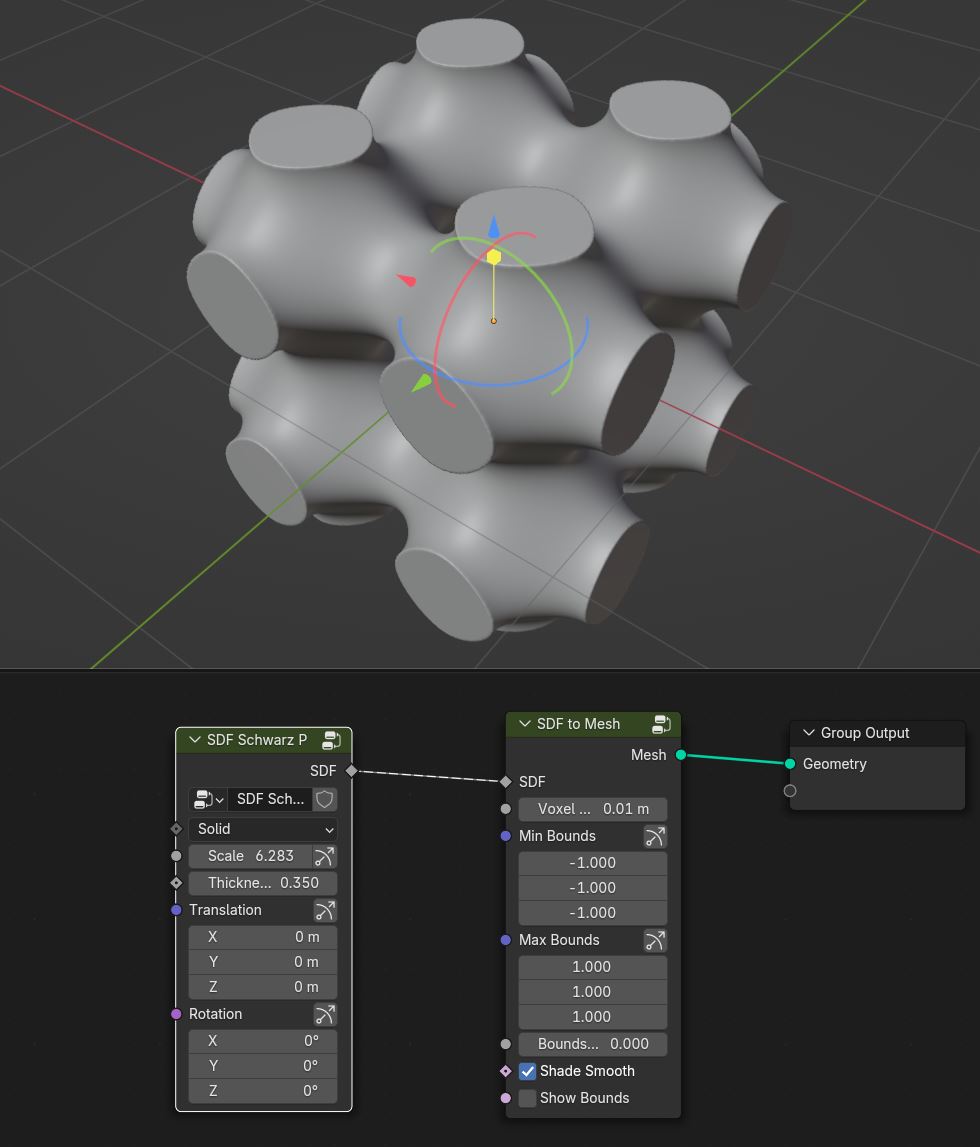 SDF Schwarz P
SDF
SDF Sch...
Solid
Scale 6.283
Thickne... 0.350
Translation
X 0 m
Y 0 m
Z 0 m
Rotation
X 0°
Y 0°
Z 0°
SDF to Mesh
Mesh
SDF
Voxel ... 0.01 m
Min Bounds
-1.000
-1.000
-1.000
Max Bounds
1.000
1.000
1.000
Bounds... 0.000
Shade Smooth
Show Bounds
Group Output
Geometry